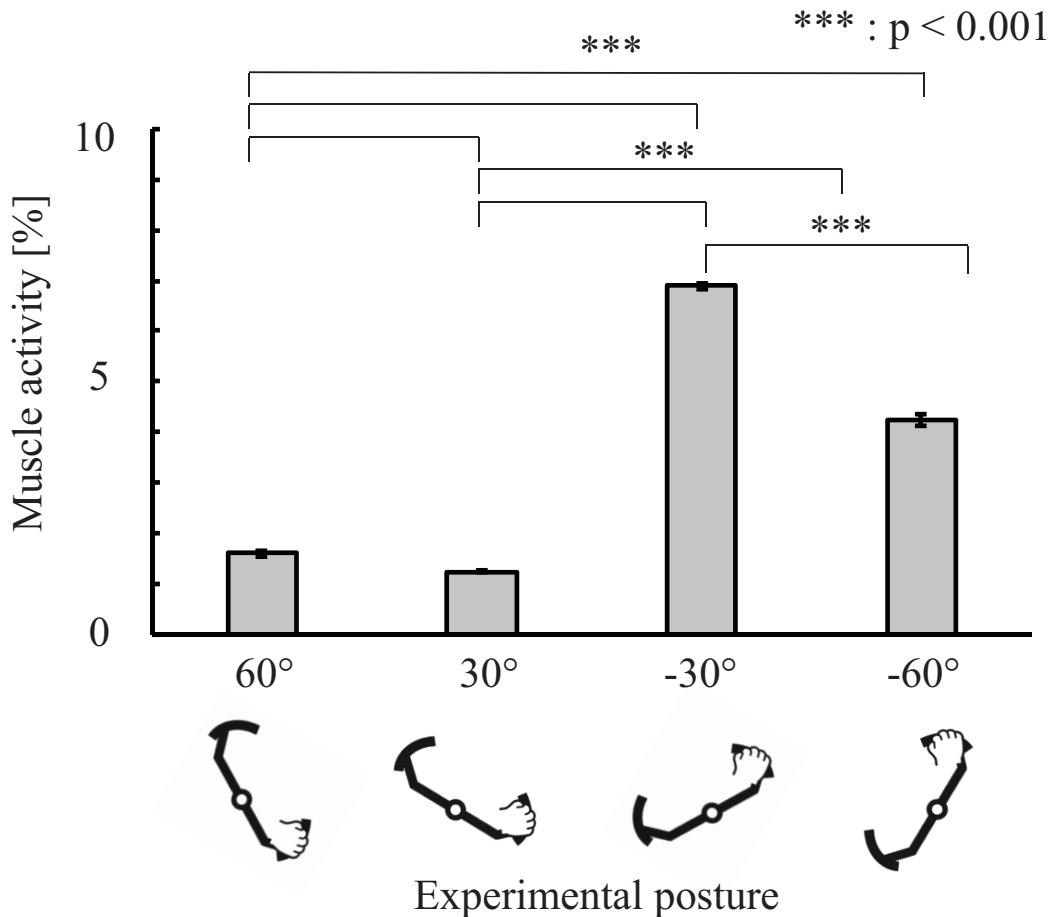 *** : p < 0.001
***
***
***
10
5
0
Muscle activity [%]
60° 30° -30° -60°
Experimental posture